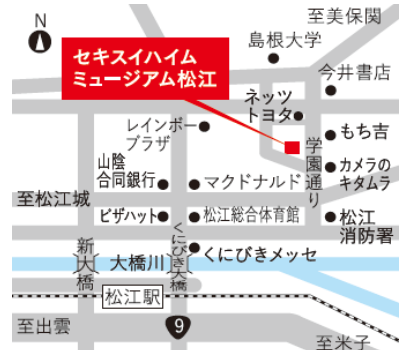 N
至美保関
島根大学
セキスイハイム
ミュージアム松江
今井書店
ネッツ
トヨタ
レインボー
プラザ
もち吉
学園通り
山陰
合同銀行
マクドナルド
カメラの
キタムラ
至松江城
ピザハット
松江総合体育館
松江
消防署
くにびきメッセ
新大橋
大橋川
くにびき大橋
松江駅
至出雲
9
至米子